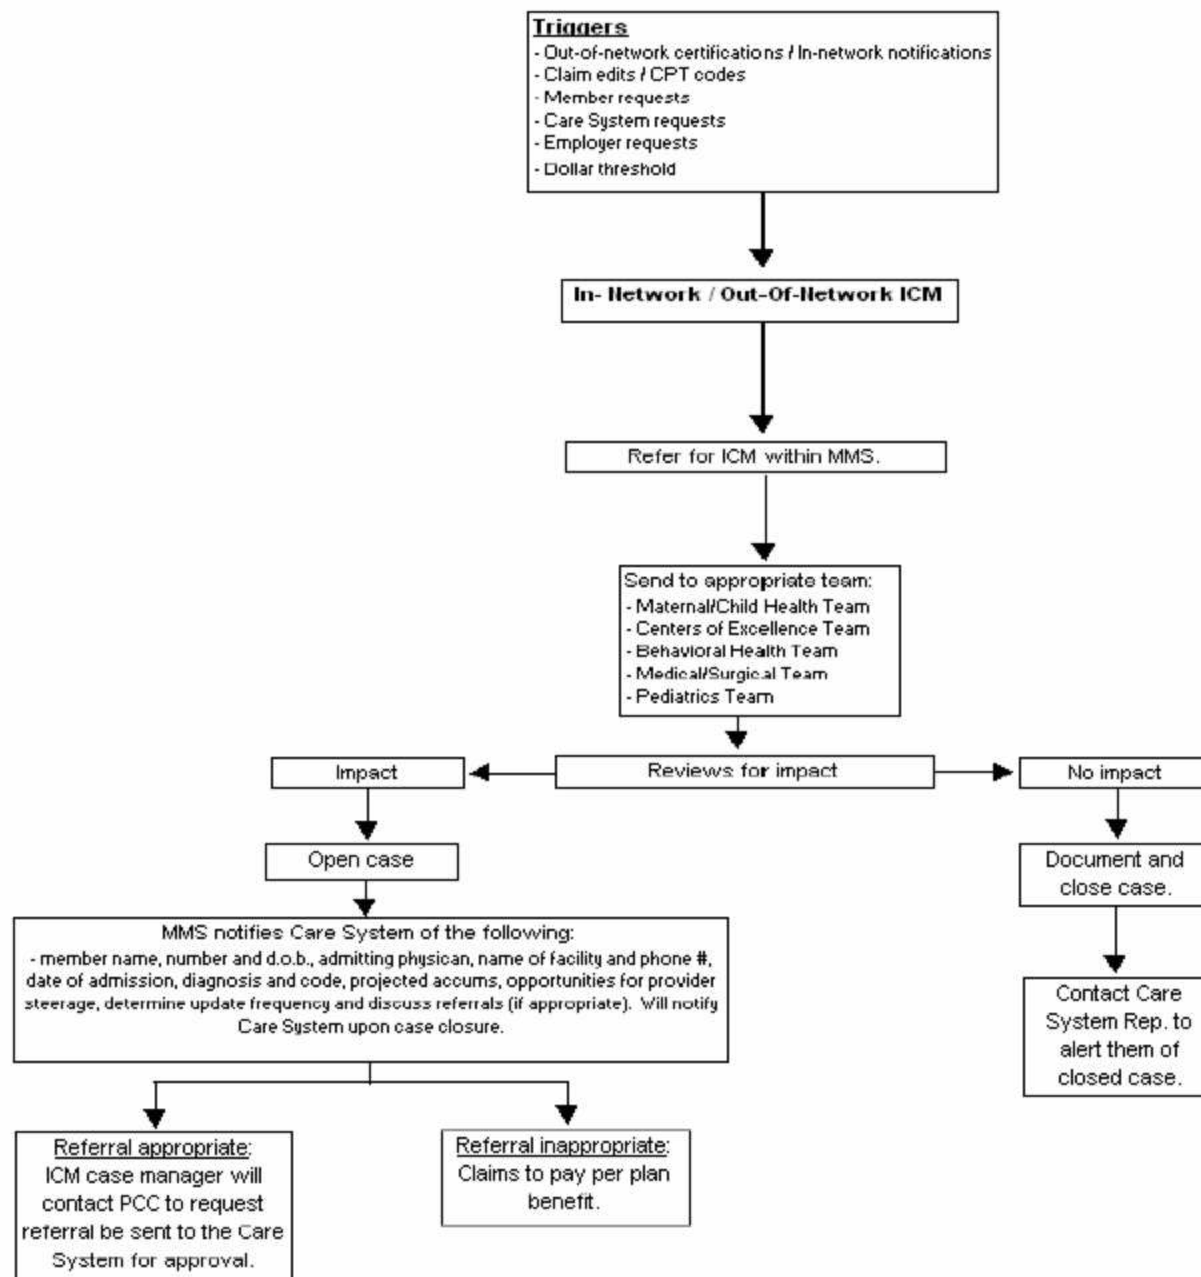 Triggers
- Out-of-network certifications / In-network notifications
- Claim edits / CPT codes
- Member requests
- Care System requests
- Employer requests
- Dollar threshold
In- Network / Out-Of-Network ICM
Refer for ICM within MMS.
Send to appropriate team:
- Maternal/Child Health Team
- Centers of Excellence Team
- Behavioral Health Team
- Medical/Surgical Team
- Pediatrics Team
Impact
Reviews for impact
No impact
Open case
Document and
close case.
MMS notifies Care System of the following:
- member name, number and d.o.b., admitting physican, name of facility and phone #,
date of admission, diagnosis and code, projected accums, opportunities for provider
steerage, determine update frequency and discuss referrals (if appropriate). Will notify
Care System upon case closure.
Contact Care
System Rep. to
alert them of
closed case.
Referral appropriate:
ICM case manager will
contact PCC to request
referral be sent to the Care
System for approval.
Referral inappropriate:
Claims to pay per plan
benefit.